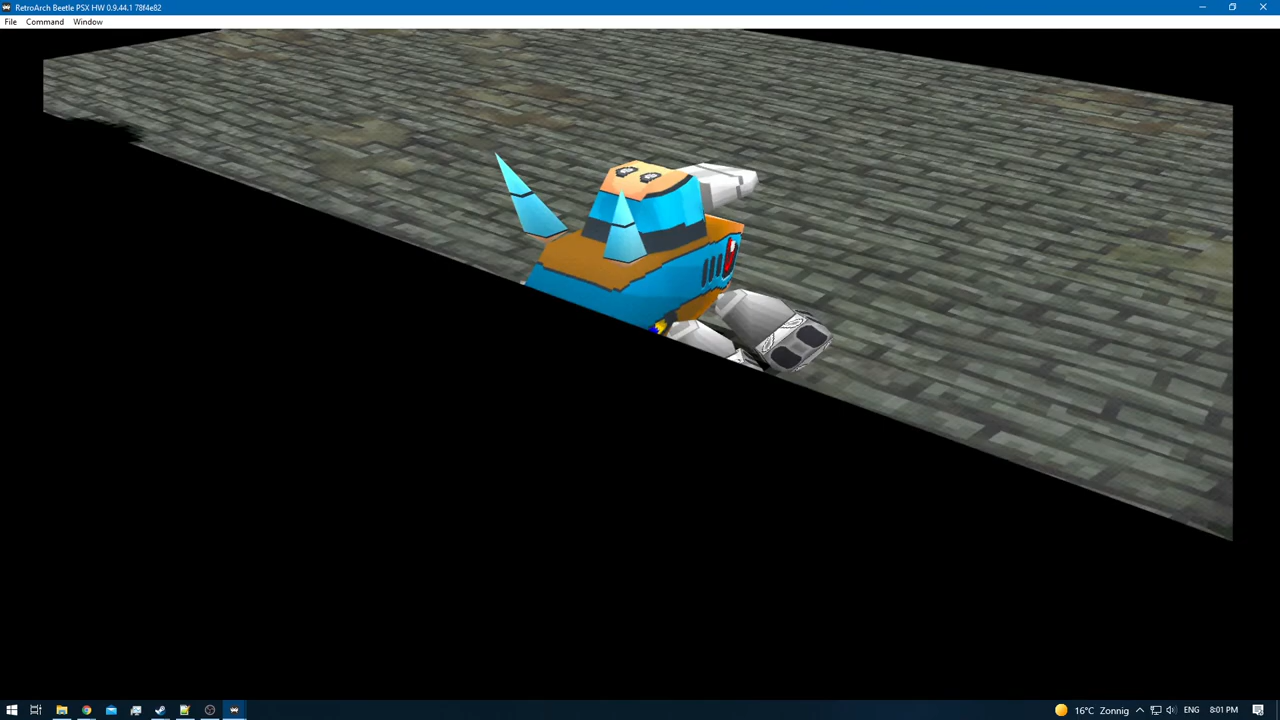 RetroArch Beetle PSX HW 0.9.44.1 78f4e82
File Command Window
16°C Zonnig ENG 8:01 PM